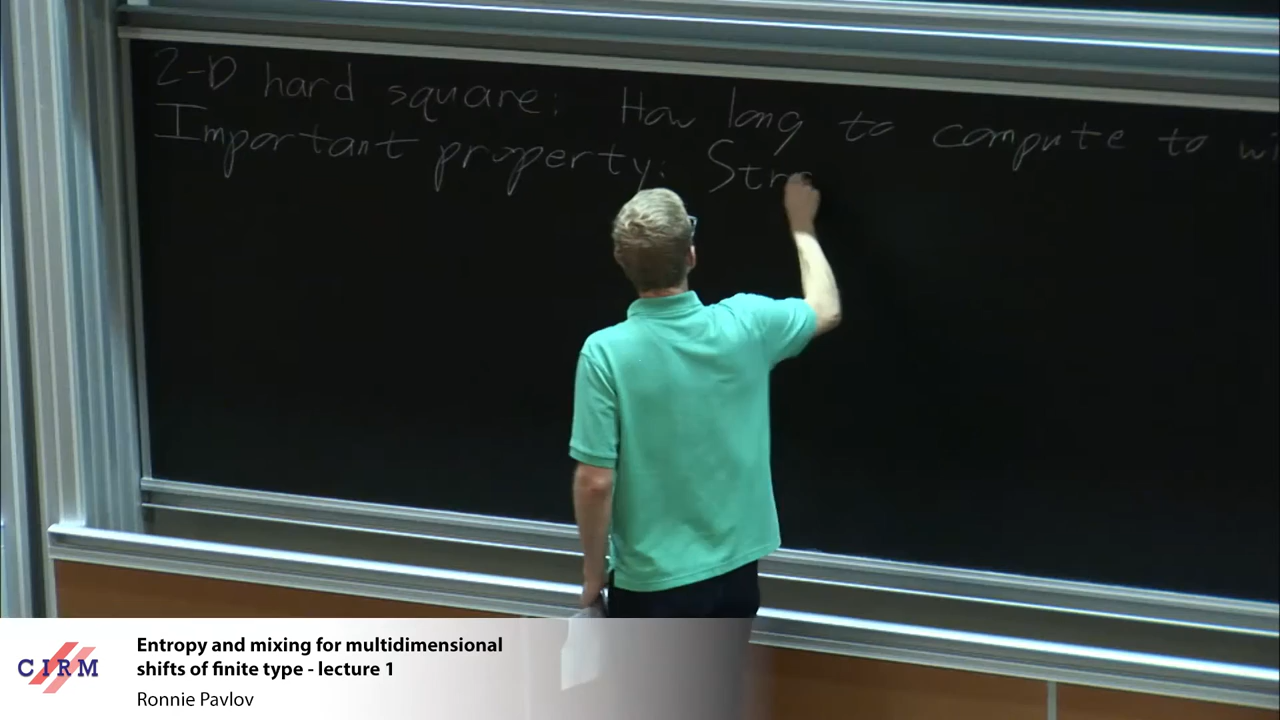 2-D hard square: How long to compute to wi
Important property: Str
CIRM
Entropy and mixing for multidimensional
shifts of finite type - lecture 1
Ronnie Pavlov